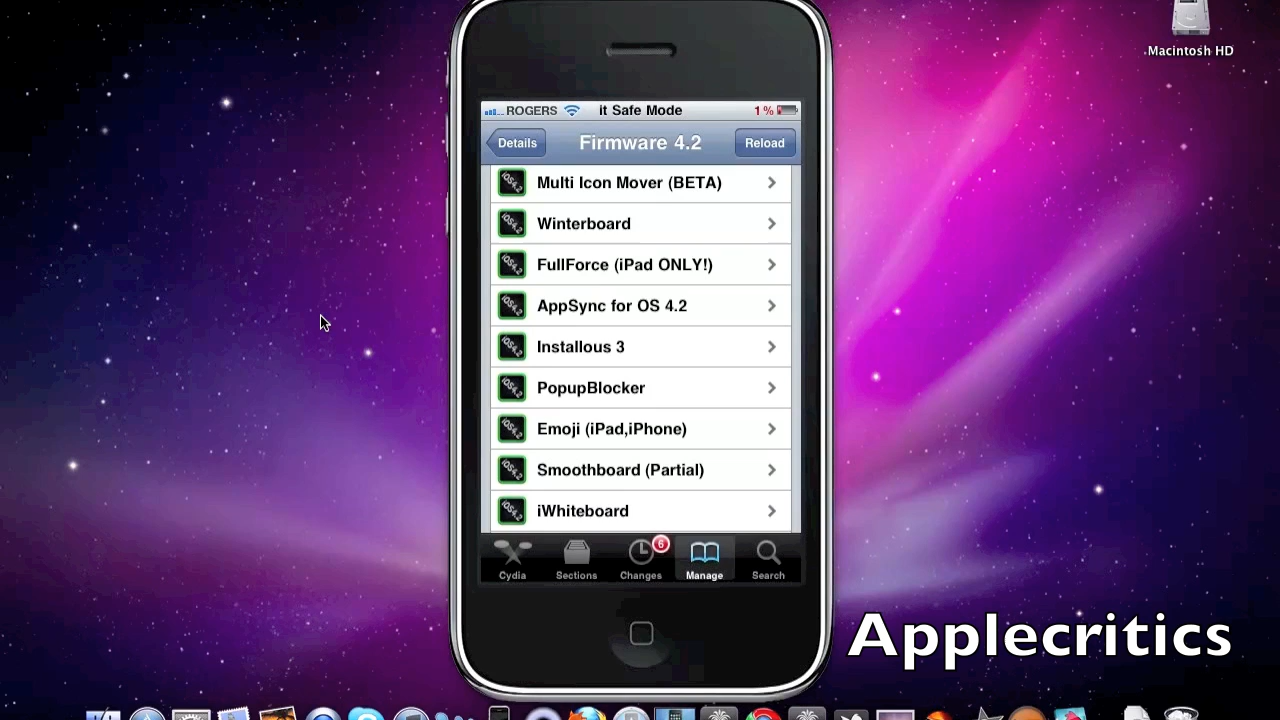 Macintosh HD
ROGERS it Safe Mode 1%
Details Firmware 4.2 Reload
Multi Icon Mover (BETA)
Winterboard
FullForce (iPad ONLY!)
AppSync for OS 4.2
Installous 3
PopupBlocker
Emoji (iPad,iPhone)
Smoothboard (Partial)
iWhiteboard
6
Cydia Sections Changes Manage Search
Applecritics